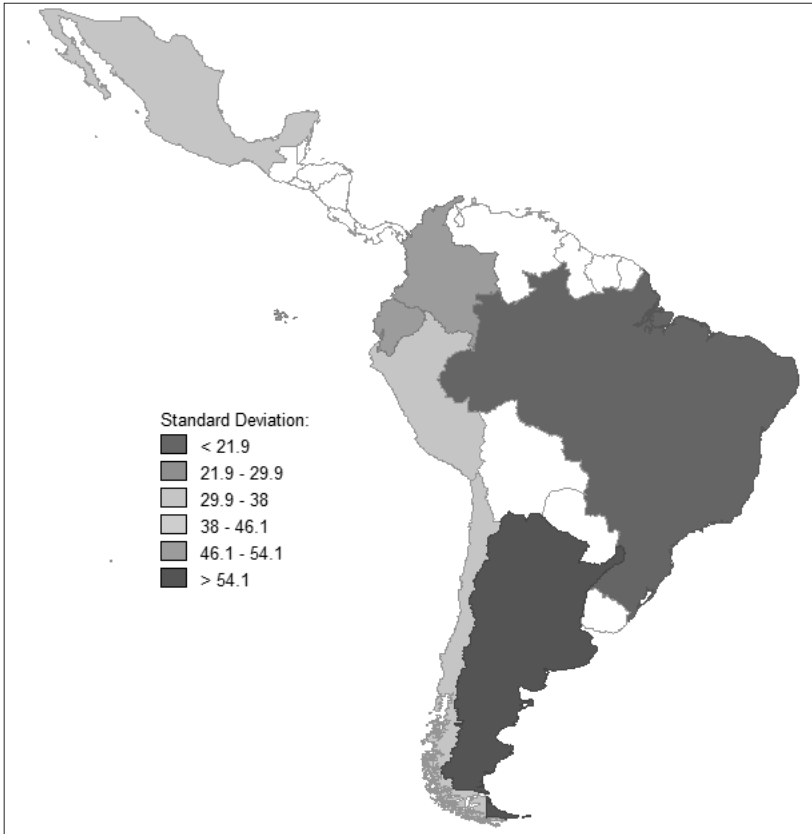 Standard Deviation:
< 21.9
21.9 - 29.9
29.9 - 38
38 - 46.1
46.1 - 54.1
> 54.1